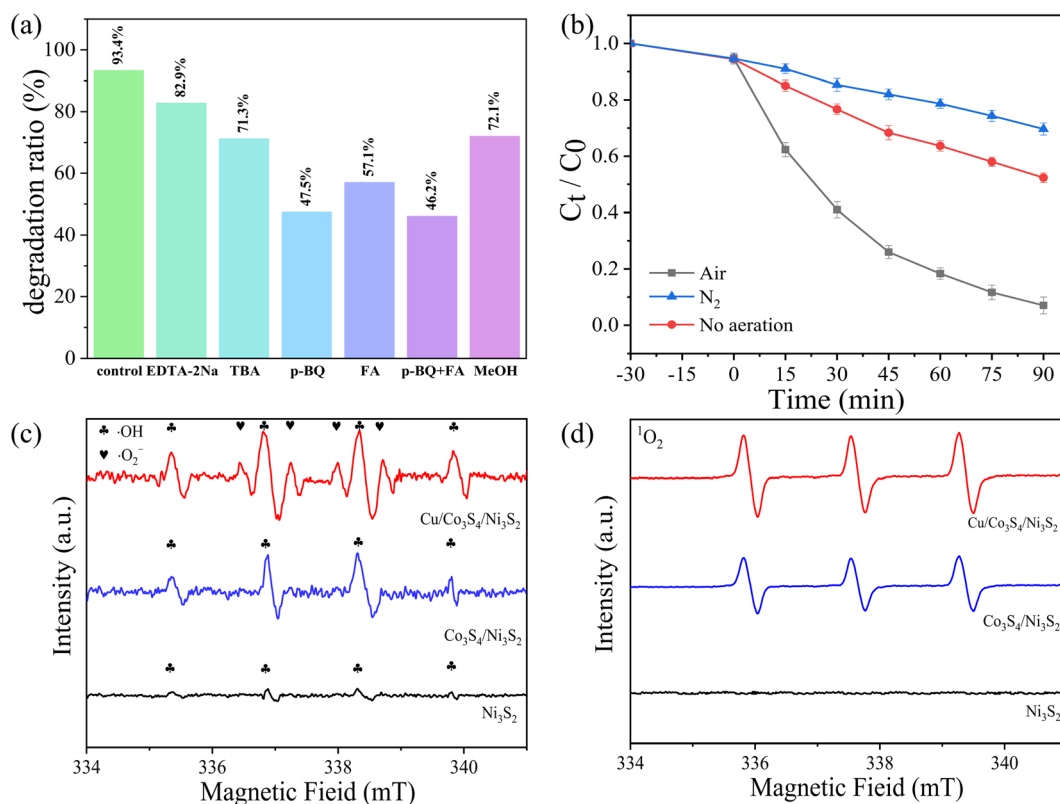 (a)
degradation ratio (%)
100
80
60
40
20
0
93.4%
82.9%
71.3%
47.5%
57.1%
46.2%
72.1%
control EDTA-2Na TBA p-BQ FA p-BQ+FA MeOH
(b)
Ct / C0
1.0
0.8
0.6
0.4
0.2
0.0
Air
N2
No aeration
-30 -15 0 15 30 45 60 75 90
Time (min)
(c)
♣ ·OH
♥ ·O2⁻
Intensity (a.u.)
Cu/Co3S4/Ni3S2
Co3S4/Ni3S2
Ni3S2
334 336 338 340
Magnetic Fieid (mT)
(d)
¹O2
Intensity (a.u.)
Cu/Co3S4/Ni3S2
Co3S4/Ni3S2
Ni3S2
334 336 338 340
Magnetic Fieid (mT)